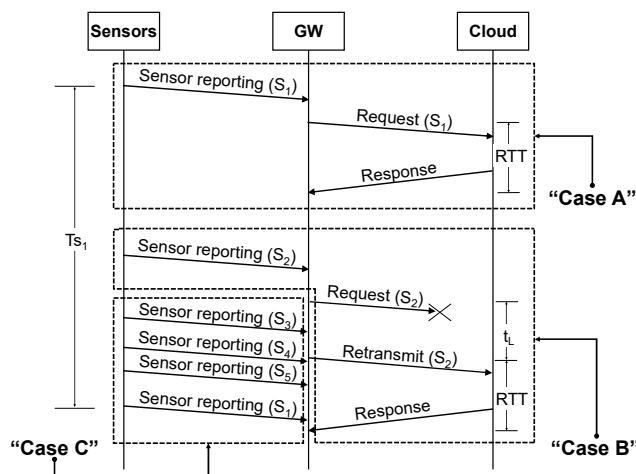 Sensors GW Cloud
Sensor reporting (S₁)
Request (S₁)
RTT
Response
"Case A"
Ts₁
Sensor reporting (S₂)
Request (S₂)
Sensor reporting (S₃)
t_L
Sensor reporting (S₄)
Retransmit (S₂)
Sensor reporting (S₅)
RTT
Sensor reporting (S₁)
Response
"Case C"
"Case B"